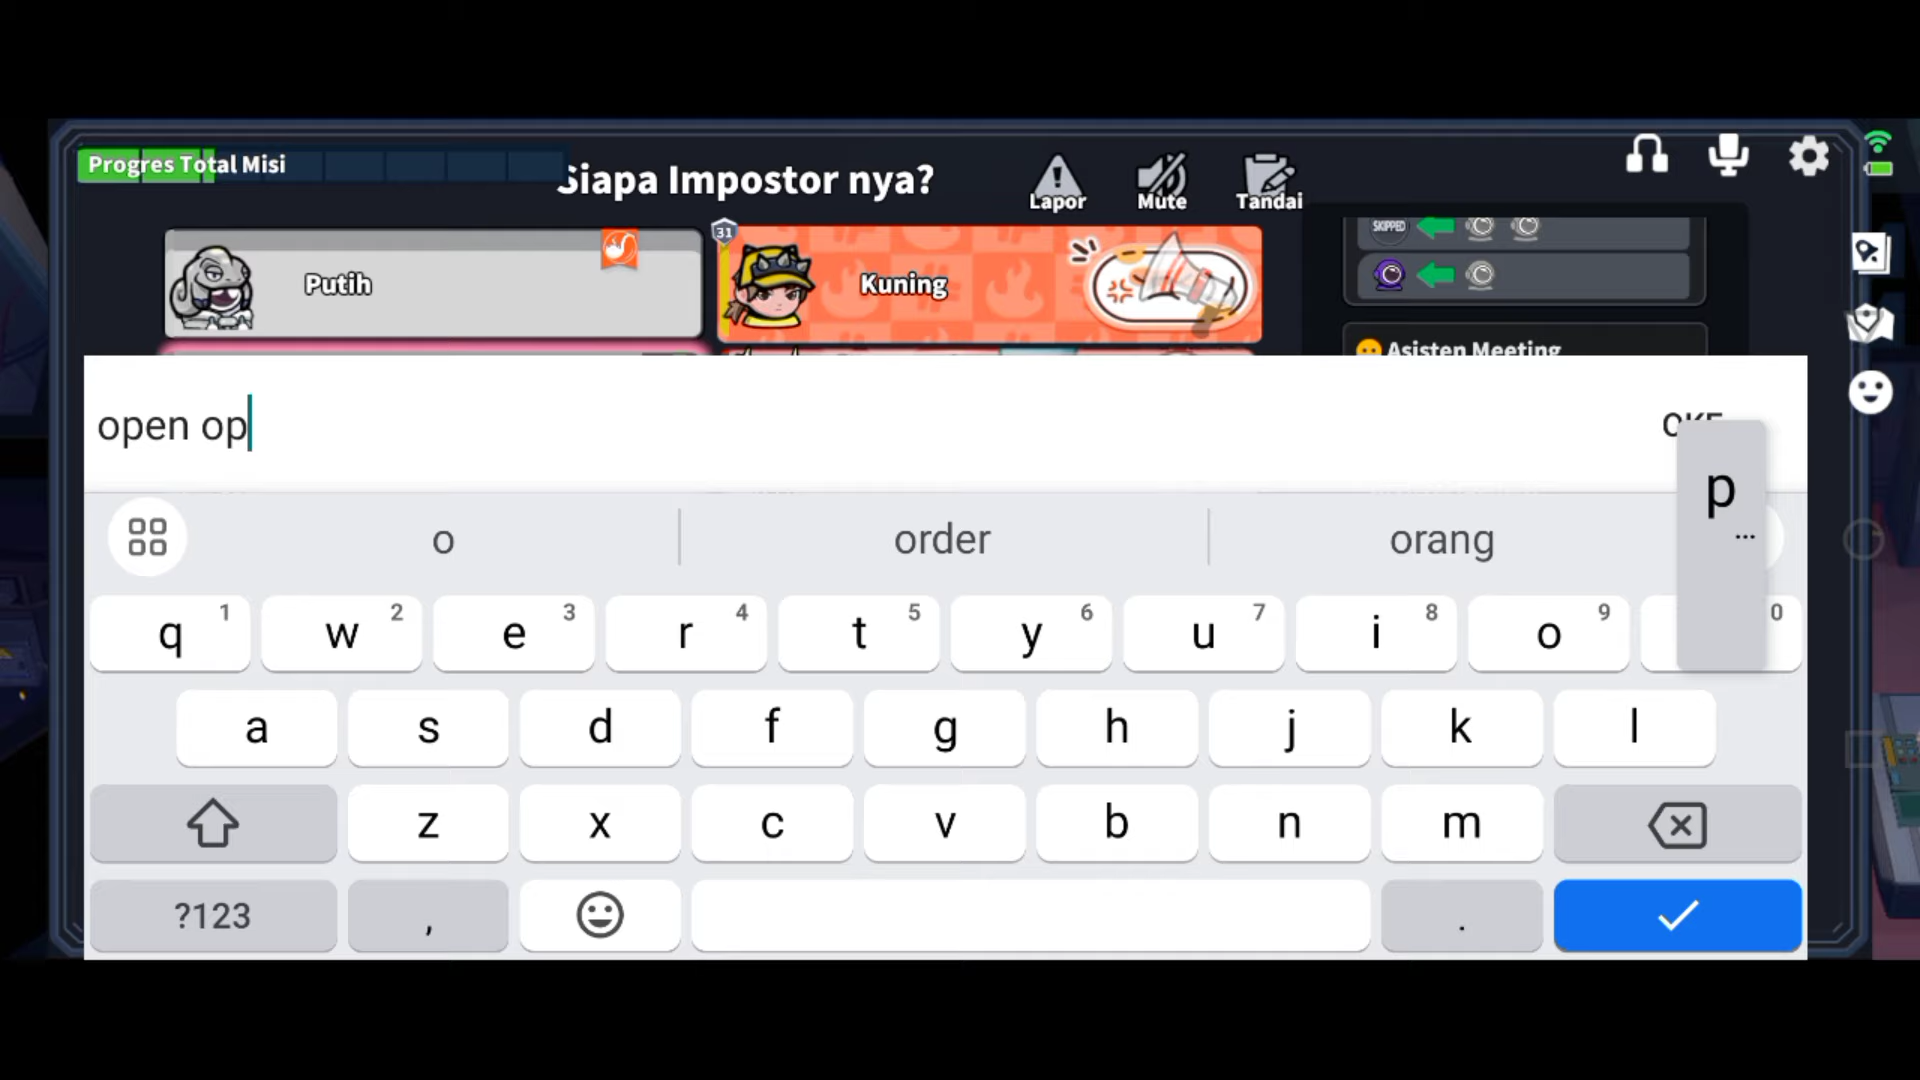 Progres Total Misi
Siapa Impostor nya?
Lapor
Mute
Tandai
SKIPPED
31
Putih
Kuning
Asisten Meeting
open op
o
order
orang
p
...
q 1 w 2 e 3 r 4 t 5 y 6 u 7 i 8 o 9 0
a s d f g h j k l
z x c v b n m
?123 , .